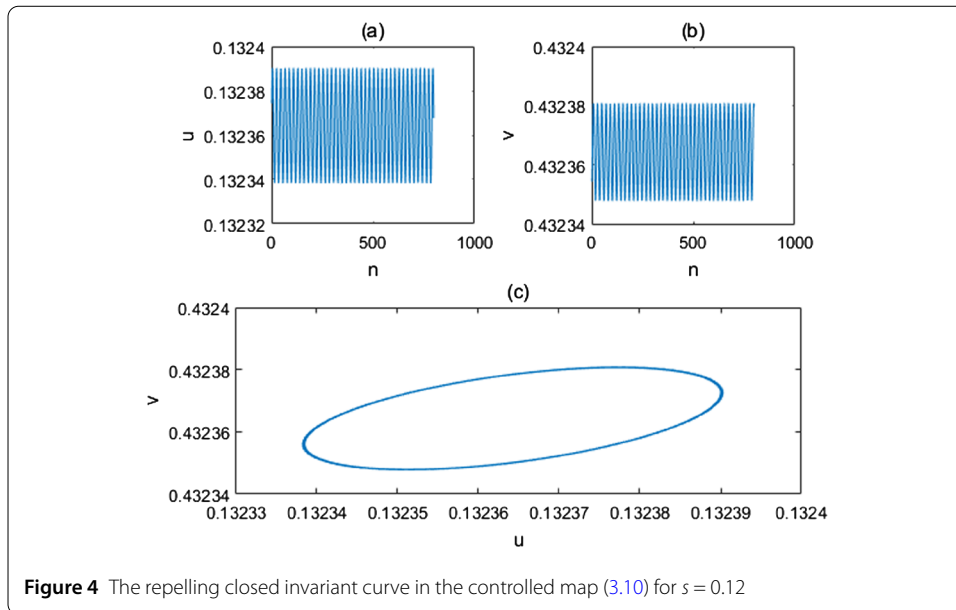 (a)
0.1324
0.13238
u 0.13236
0.13234
0.13232
0 500 1000
n
(b)
0.4324
0.43238
v
0.43236
0.43234
0 500 1000
n
(c)
0.4324
0.43238
v
0.43236
0.43234
0.13233 0.13234 0.13235 0.13236 0.13237 0.13238 0.13239 0.1324
u
Figure 4 The repelling closed invariant curve in the controlled map (3.10) for s = 0.12